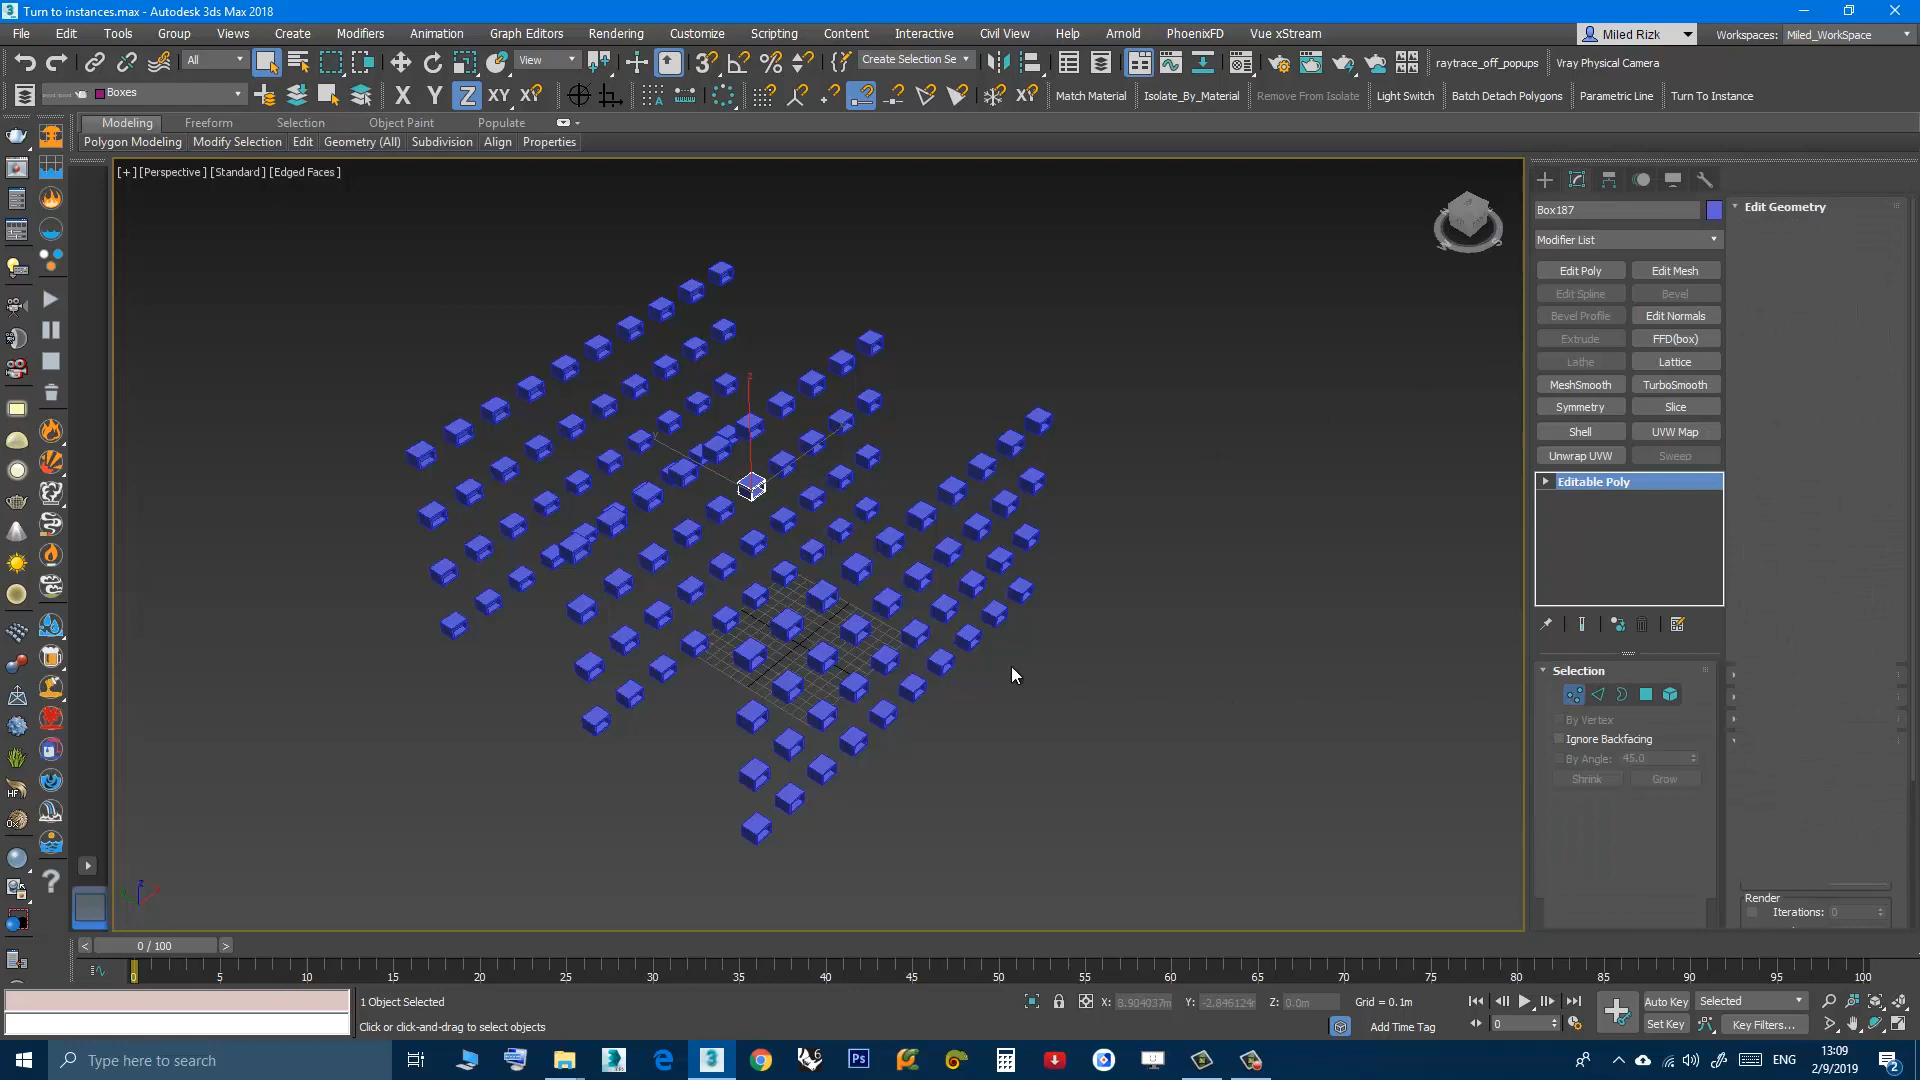 Turn to instances.max - Autodesk 3ds Max 2018
File Edit Tools Group Views Create Modifiers Animation Graph Editors Rendering Customize Scripting Content Interactive Civil View Help Arnold PhoenixFD Vue xStream Miled Rizk Workspaces: Miled_WorkSpace
All View Create Selection Se raytrace_off_popups Vray Physical Camera
Boxes X Y Z XY XY Match Material Isolate_By_Material Remove From Isolate Light Switch Batch Detach Polygons Parametric Line Turn To Instance
Modeling Freeform Selection Object Paint Populate
Polygon Modeling Modify Selection Edit Geometry (All) Subdivision Align Properties
[+] [Perspective ] [Standard ] [Edged Faces ]
Box187
Edit Geometry
Modifier List
Edit Poly Edit Mesh
Edit Spline Bevel
Bevel Profile Edit Normals
Extrude FFD(box)
Lathe Lattice
MeshSmooth TurboSmooth
Symmetry Slice
Shell UVW Map
Unwrap UVW Sweep
Editable Poly
Selection
By Vertex
Ignore Backfacing
By Angle: 45.0
Shrink Grow
Render
Iterations: 0
< 0 / 100 >
0 5 10 15 20 25 30 35 40 45 50 55 60 65 70 75 80 85 90 95 100
1 Object Selected X: 8.904037m Y: -2.846124m Z: 0.0m Grid = 0.1m Auto Key Selected
Click or click-and-drag to select objects Add Time Tag 0 Set Key Key Filters...
Type here to search
ENG
13:09
2/9/2019
2